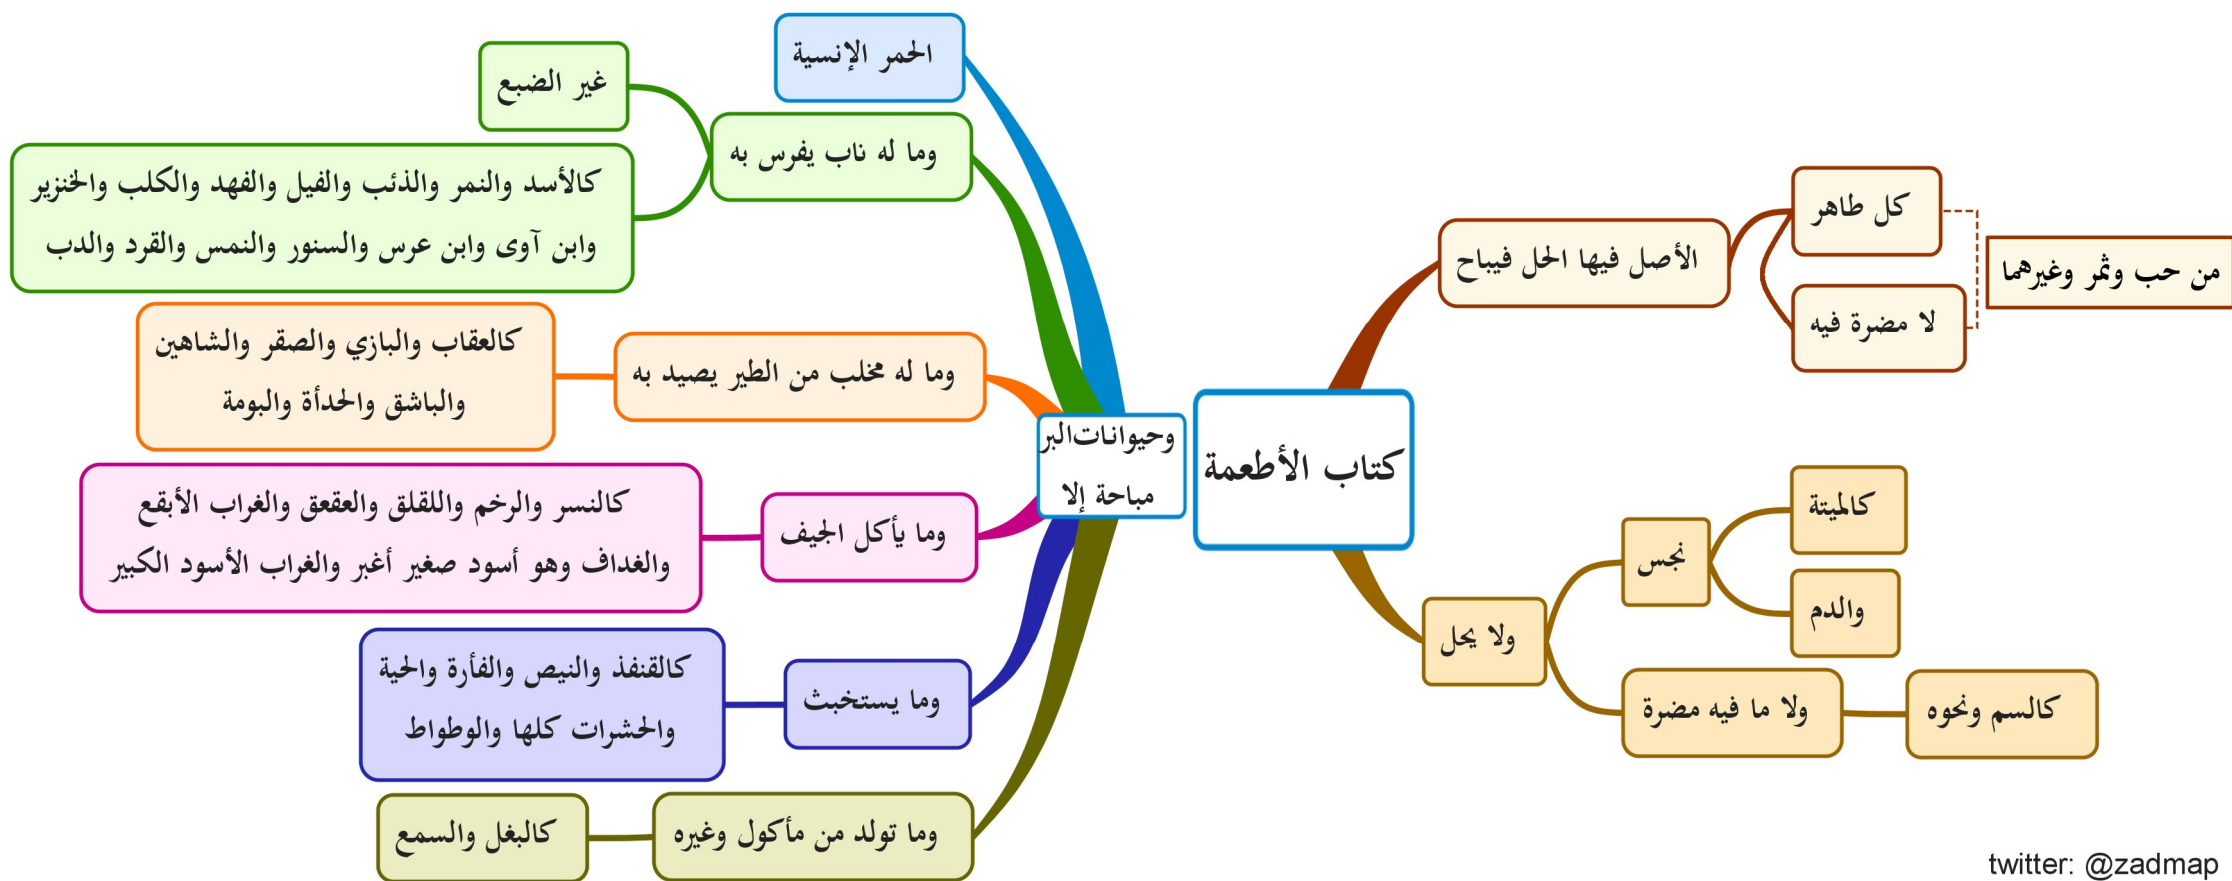 كتاب الأطعمة
الأصل فيها الحل فيباح
كل طاهر
لا مضرة فيه
من حب وثمر وغيرهما
ولا يحل
نجس
كالميتة
والدم
ولا ما فيه مضرة
كالسم ونحوه
وحيوانات البر
مباحة إلا
الحمر الإنسية
وما له ناب يفرس به
غير الضبع
كالأسد والنمر والذئب والفيل والفهد والكلب والخنزير
وابن آوى وابن عرس والسنور والنمس والقرد والدب
وما له مخلب من الطير يصيد به
كالعقاب والبازي والصقر والشاهين
والباشق والحدأة والبومة
وما يأكل الجيف
كالنسر والرخم واللقلق والعقعق والغراب الأبقع
والغداف وهو أسود صغير أغبر والغراب الأسود الكبير
وما يستخبث
كالقنفذ والنيص والفأرة والحية
والحشرات كلها والوطواط
وما تولد من مأكول وغيره
كالبغل والسمع
twitter: @zadmap